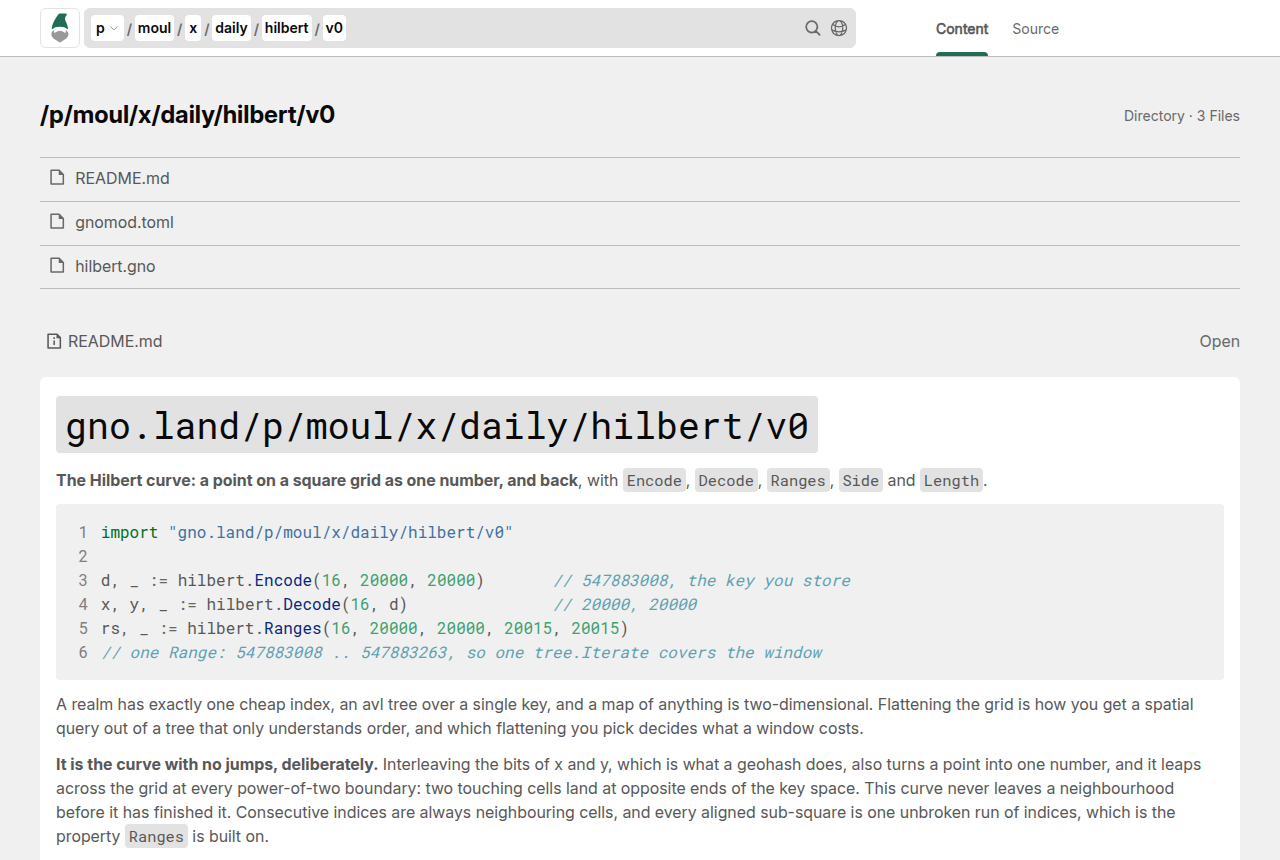 p / moul / x / daily / hilbert / v0
Content
Source
/p/moul/x/daily/hilbert/v0
Directory · 3 Files
README.md
gnomod.toml
hilbert.gno
README.md
Open
gno.land/p/moul/x/daily/hilbert/v0
The Hilbert curve: a point on a square grid as one number, and back, with Encode, Decode, Ranges, Side and Length.
1 import "gno.land/p/moul/x/daily/hilbert/v0"
2
3 d, _ := hilbert.Encode(16, 20000, 20000) // 547883008, the key you store
4 x, y, _ := hilbert.Decode(16, d) // 20000, 20000
5 rs, _ := hilbert.Ranges(16, 20000, 20000, 20015, 20015)
6 // one Range: 547883008 .. 547883263, so one tree.Iterate covers the window
A realm has exactly one cheap index, an avl tree over a single key, and a map of anything is two-dimensional. Flattening the grid is how you get a spatial
query out of a tree that only understands order, and which flattening you pick decides what a window costs.
It is the curve with no jumps, deliberately. Interleaving the bits of x and y, which is what a geohash does, also turns a point into one number, and it leaps
across the grid at every power-of-two boundary: two touching cells land at opposite ends of the key space. This curve never leaves a neighbourhood
before it has finished it. Consecutive indices are always neighbouring cells, and every aligned sub-square is one unbroken run of indices, which is the
property Ranges is built on.